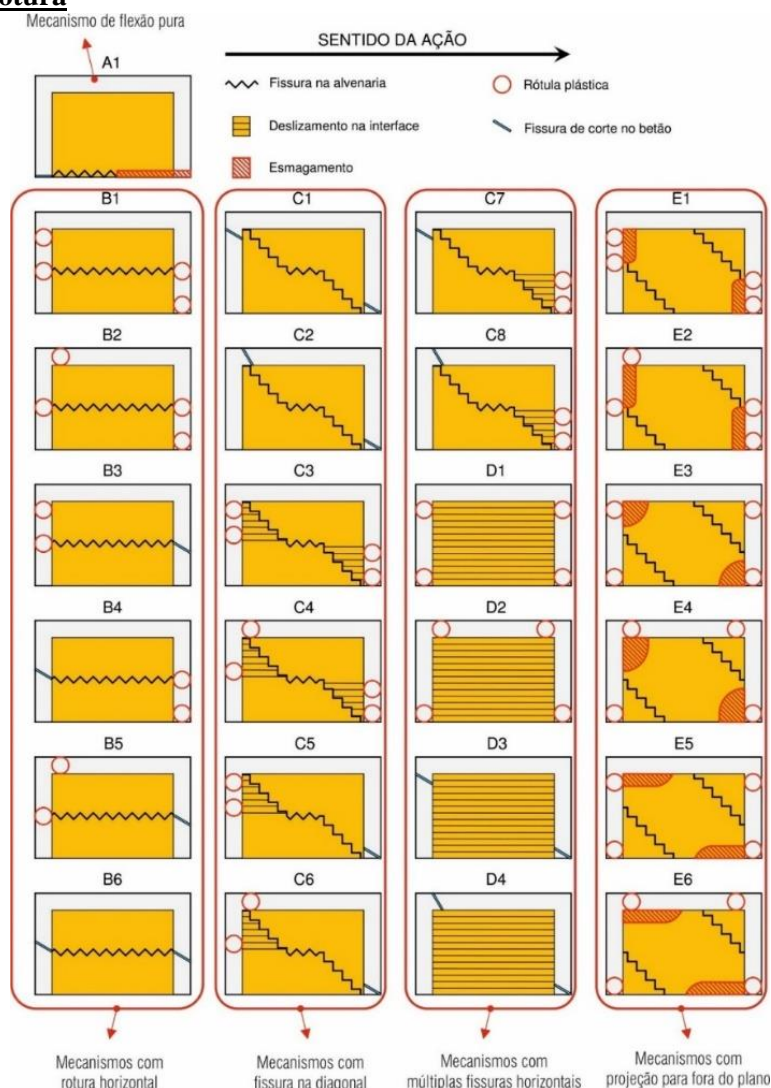 rotura
Mecanismo de flexão pura
A1
SENTIDO DA AÇÃO
Fissura na alvenaria
Rótula plástica
Deslizamento na interface
Fissura de corte no betão
Esmagamento
B1
C1
C7
E1
B2
C2
C8
E2
B3
C3
D1
E3
B4
C4
D2
E4
B5
C5
D3
E5
B6
C6
D4
E6
Mecanismos com
rotura horizontal
Mecanismos com
fissura na diagonal
Mecanismos com
múltiplas fissuras horizontais
Mecanismos com
projeção para fora do plano